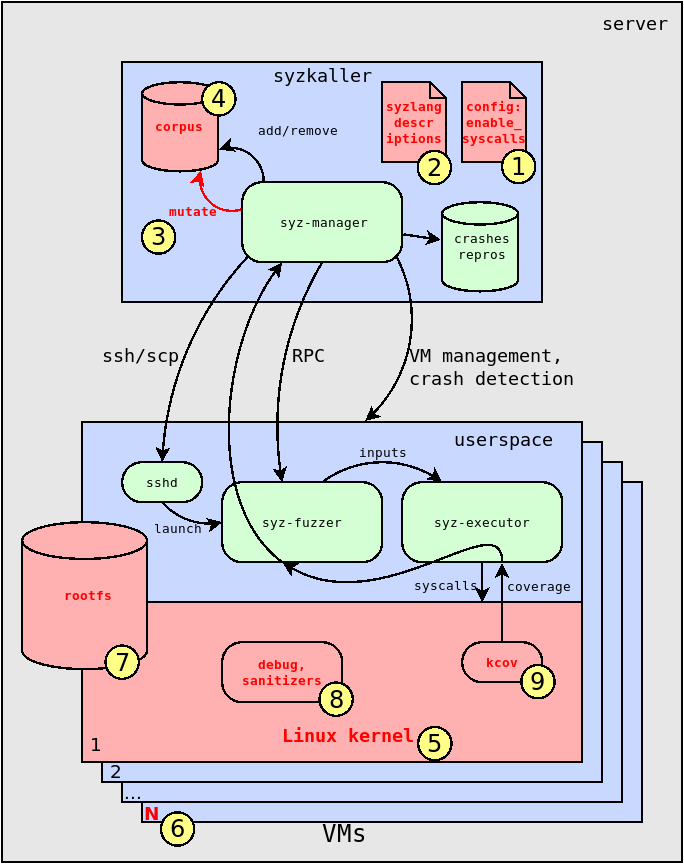 server
syzkaller
4
corpus
add/remove
syzlang
descr
iptions
2
config:
enable_
syscalls
1
mutate
3
syz-manager
crashes
repros
ssh/scp
RPC
VM management,
crash detection
userspace
sshd
launch
inputs
syz-fuzzer
syz-executor
syscalls
coverage
rootfs
7
debug,
sanitizers
8
kcov
9
Linux kernel
5
1
2
...
N
6
VMs